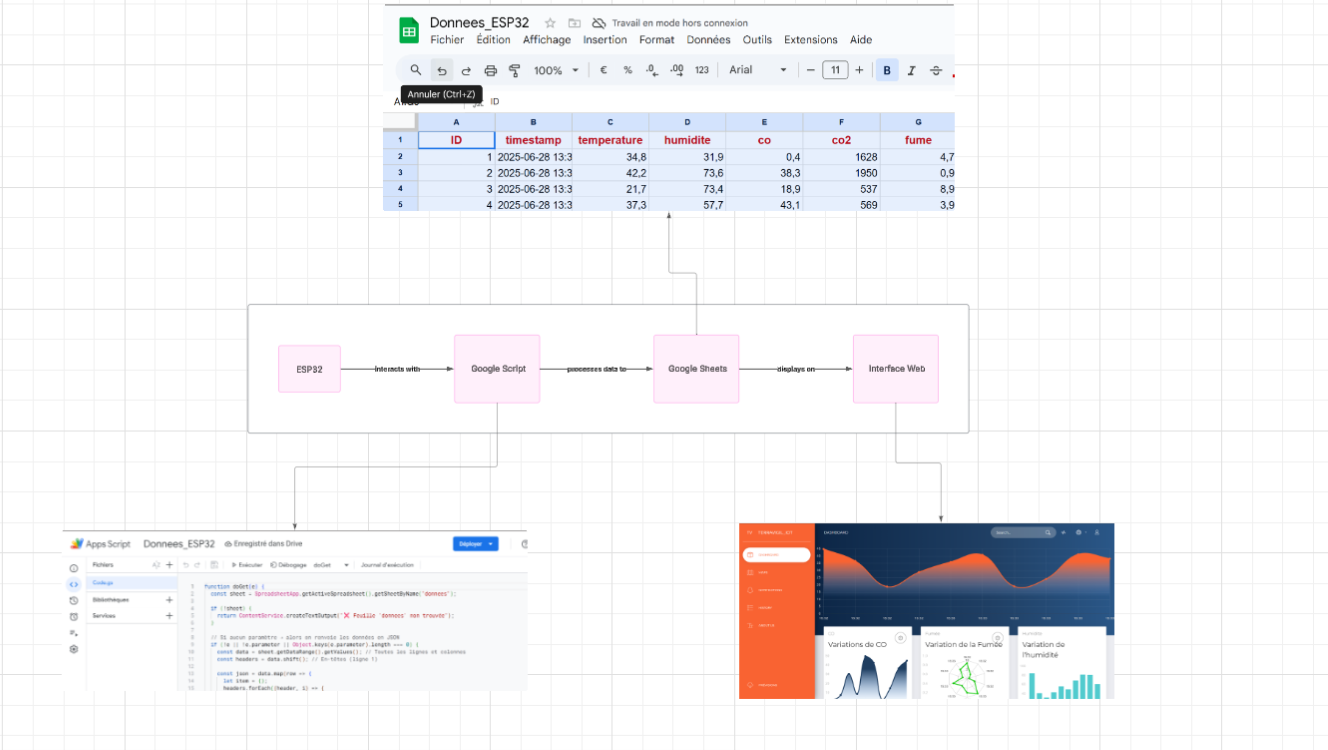 Donnees_ESP32
Travail en mode hors connexion
Fichier Édition Affichage Insertion Format Données Outils Extensions Aide
100% € % .0 .00 123 Arial 11 B I
Annuler (Ctrl+Z)
ID
A B C D E F G
1 ID timestamp temperature humidite co co2 fume
2 1 2025-06-28 13:3 34,8 31,9 0,4 1628 4,7
3 2 2025-06-28 13:3 42,2 73,6 38,3 1950 0,9
4 3 2025-06-28 13:3 21,7 73,4 18,9 537 8,9
5 4 2025-06-28 13:3 37,3 57,7 43,1 569 3,9
ESP32 interacts with Google Script processes data to Google Sheets displays on Interface Web
Apps Script Donnees_ESP32 Enregistré dans Drive Déployer
Fichiers Exécuter Débogage doGet Journal d'exécution
Code.gs
Bibliothèques
Services
function doGet(e) {
const sheet = SpreadsheetApp.getActiveSpreadsheet().getSheetByName('donnees');
if (!sheet) {
return ContentService.createTextOutput("❌ Feuille 'donnees' non trouvée");
}
// Si aucun paramètre - alors on renvoie les données en JSON
if (!e || !e.parameter || Object.keys(e.parameter).length === 0) {
const data = sheet.getDataRange().getValues(); // Toutes les lignes et colonnes
const headers = data.shift(); // En-têtes (ligne 1)
const json = data.map(row => {
let item = {};
headers.forEach((header, i) => {
DASHBOARD
Variations de CO
Variation de la Fumée
Variation de
l'humidité